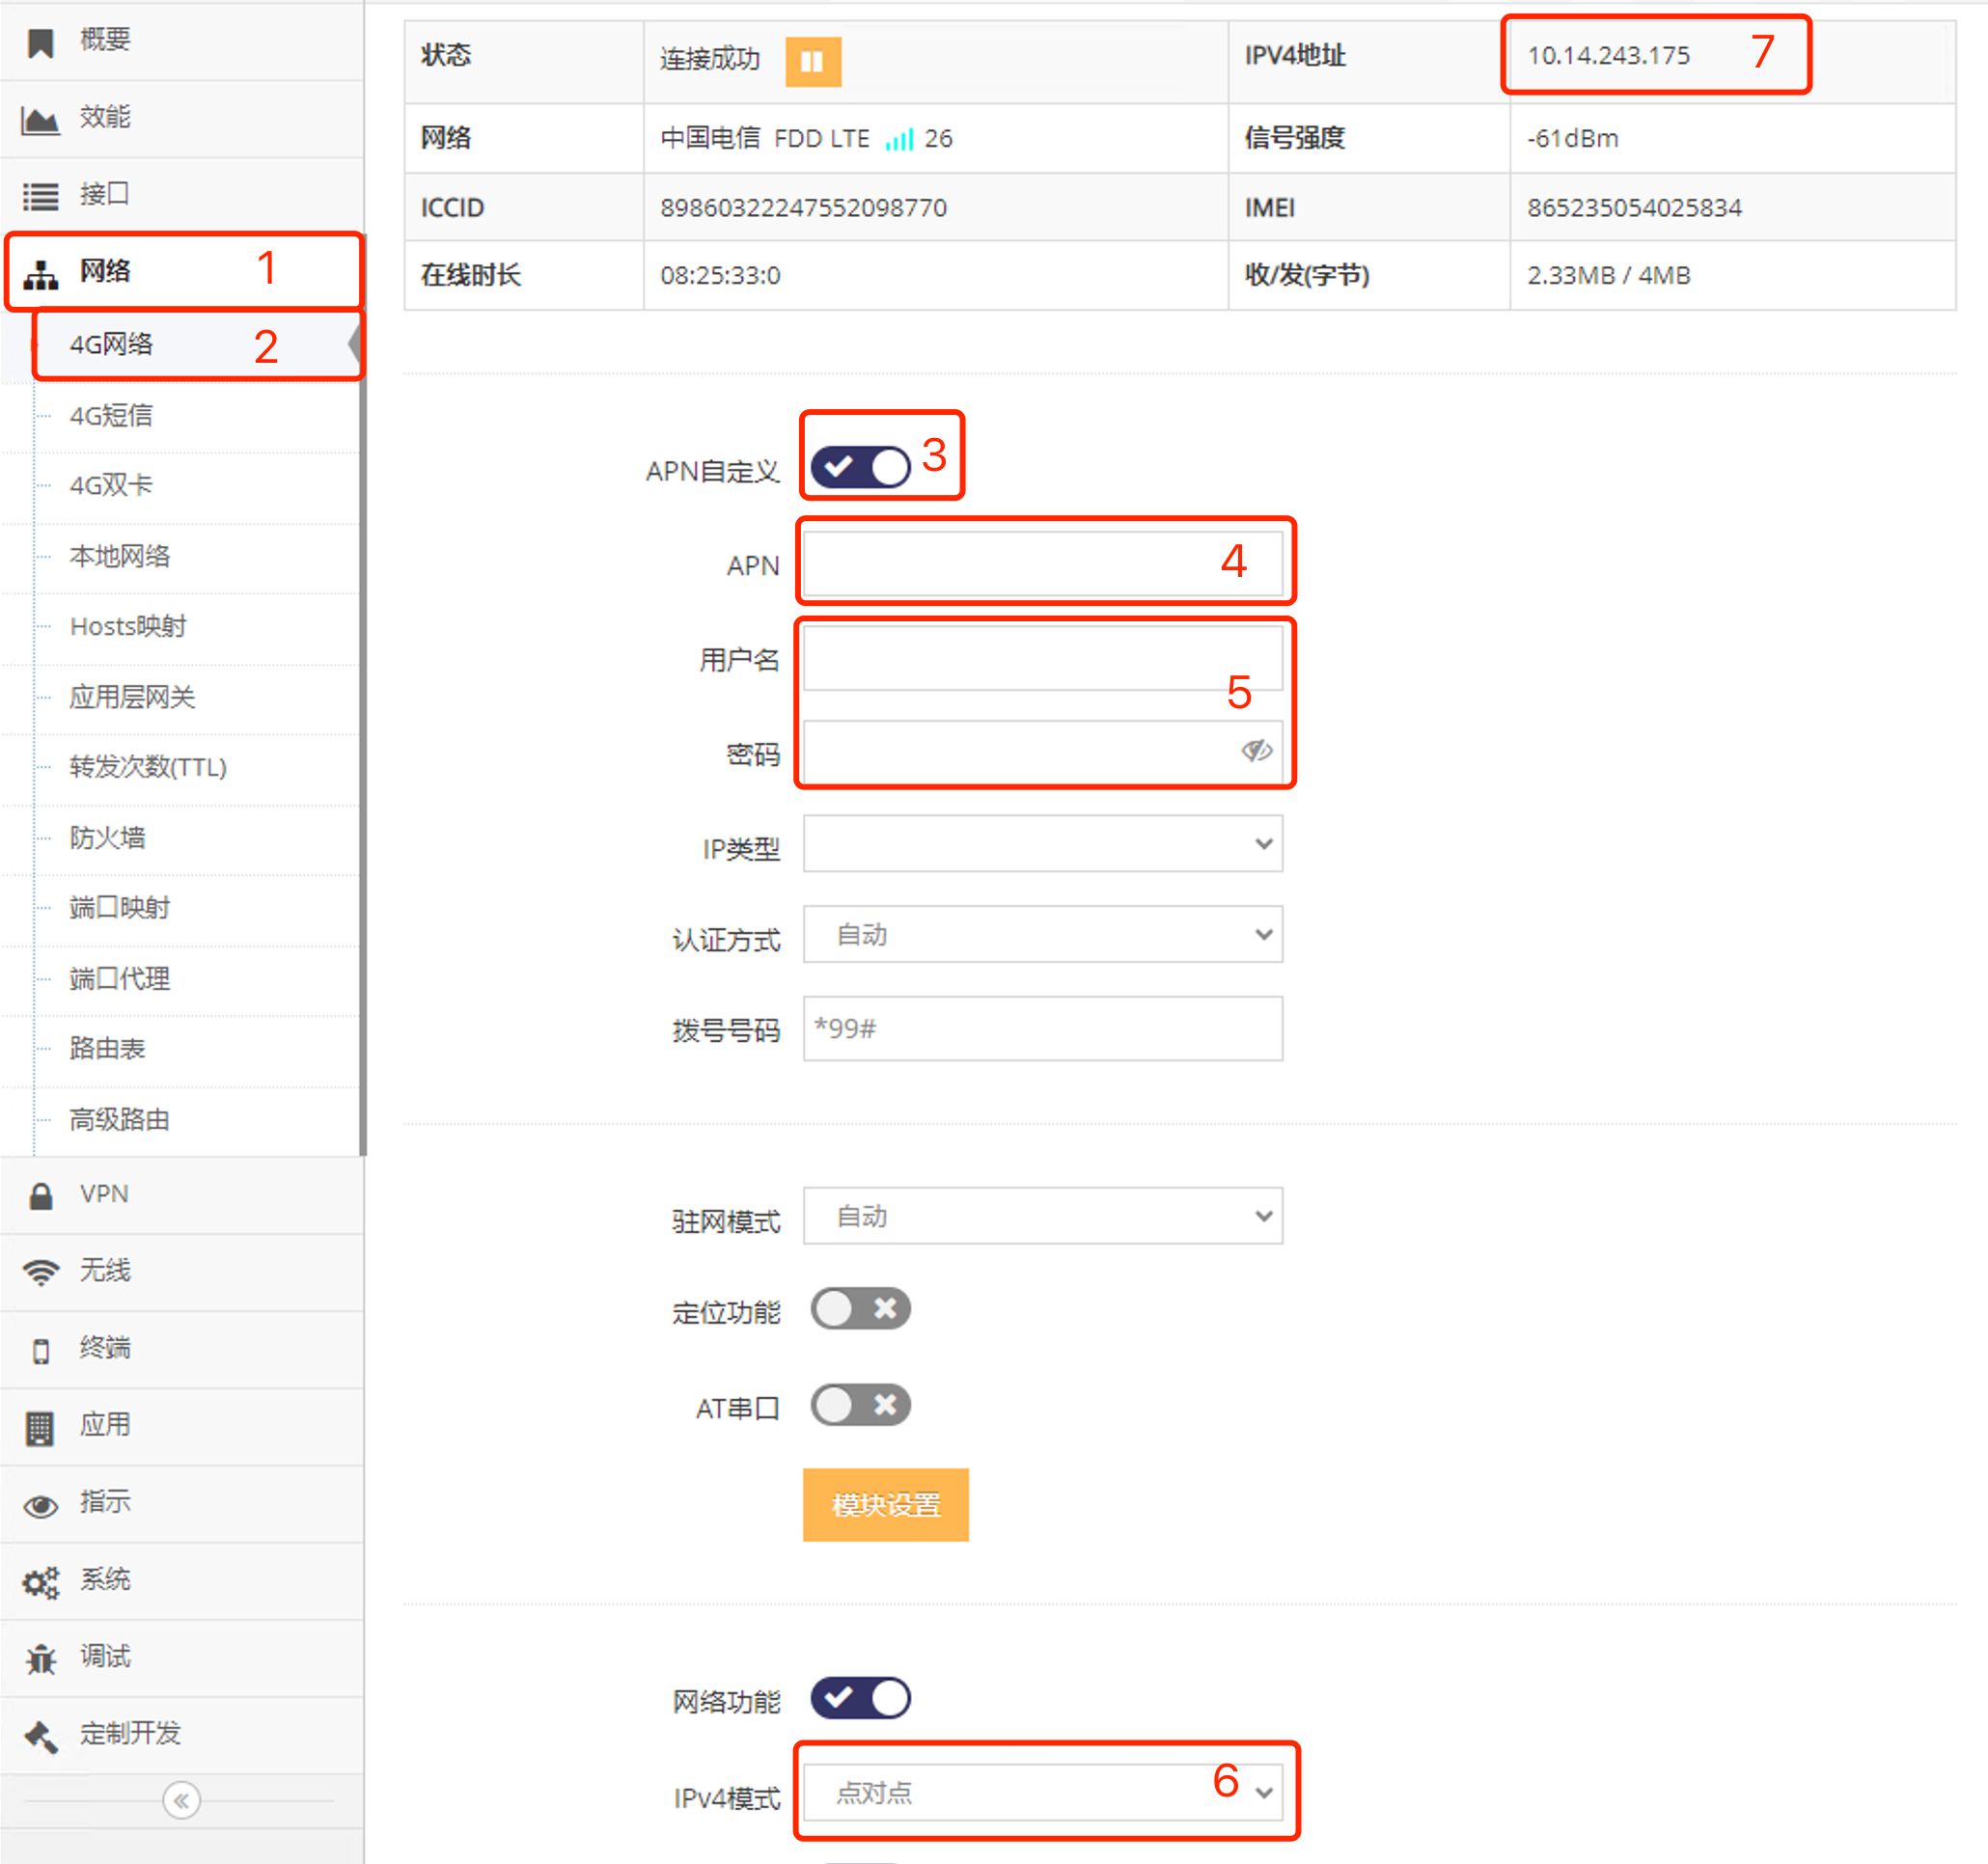 概要
效能
接口
网络 1
4G网络 2
4G短信
4G双卡
本地网络
Hosts映射
应用层网关
转发次数(TTL)
防火墙
端口映射
端口代理
路由表
高级路由
VPN
无线
终端
应用
指示
系统
调试
定制开发
状态 连接成功 IPV4地址 10.14.243.175 7
网络 中国电信 FDD LTE 26 信号强度 -61dBm
ICCID 89860322247552098770 IMEI 865235054025834
在线时长 08:25:33:0 收/发(字节) 2.33MB / 4MB
APN自定义 3
APN 4
用户名
5
密码
IP类型
认证方式 自动
拨号号码 *99#
驻网模式 自动
定位功能
AT串口
模块设置
网络功能
IPv4模式 点对点 6